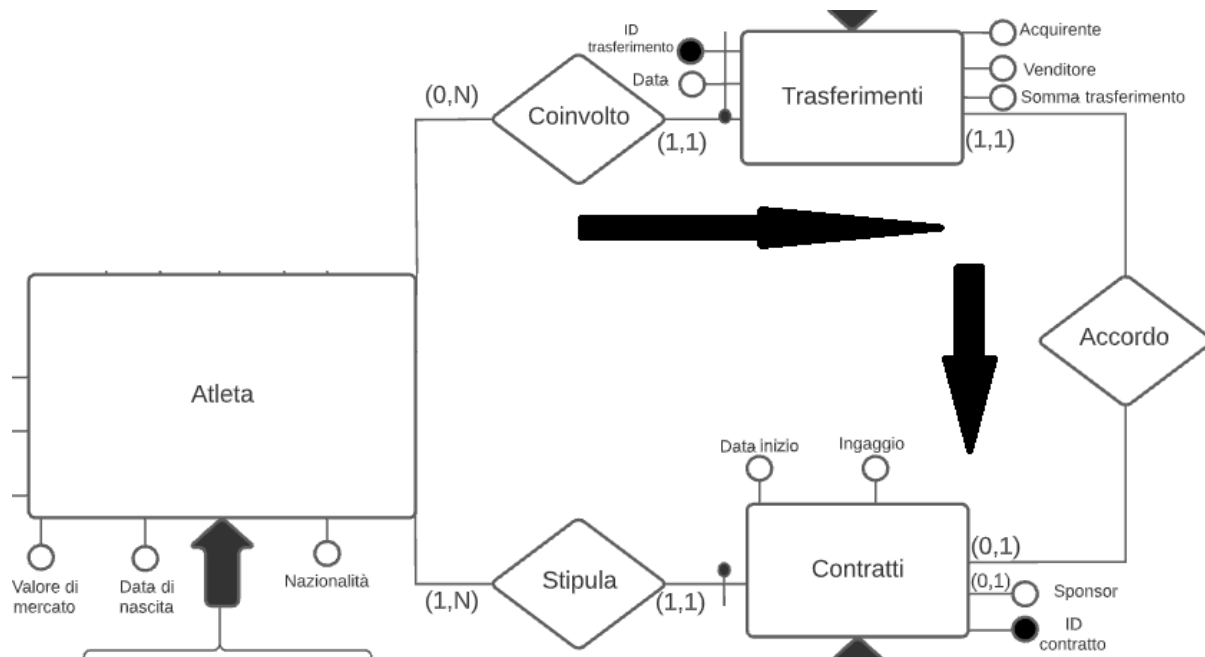 ID
trasferimento
Data
Acquirente
Venditore
Somma trasferimento
(0,N)
Coinvolto
(1,1)
Trasferimenti
(1,1)
Atleta
Accordo
Data inizio
Ingaggio
Valore di
mercato
Data di
nascita
Nazionalità
(1,N)
Stipula
(1,1)
Contratti
(0,1)
(0,1)
Sponsor
ID
contratto